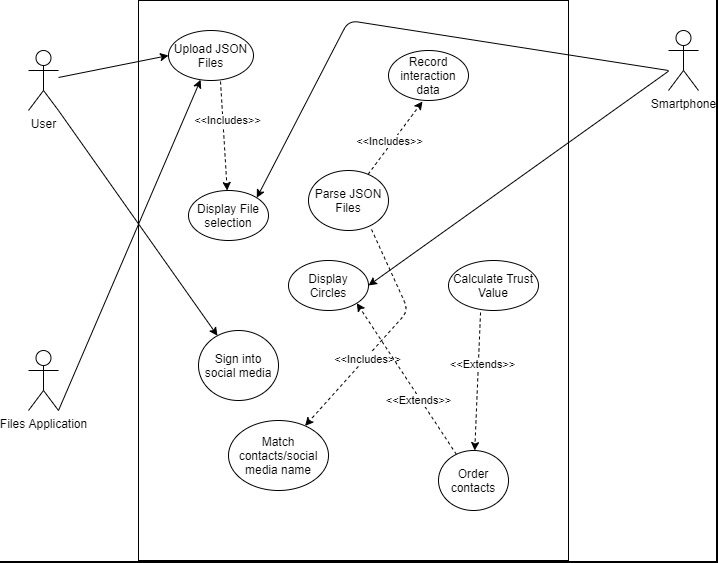 Upload JSON
Files
Record
interaction
data
User
Smartphone
<<Includes>>
<<Includes>>
Display File
selection
Parse JSON
Files
Display
Circles
Calculate Trust
Value
Sign into
social media
<<Includes>>
<<Extends>>
<<Extends>>
Files Application
Match
contacts/social
media name
Order
contacts